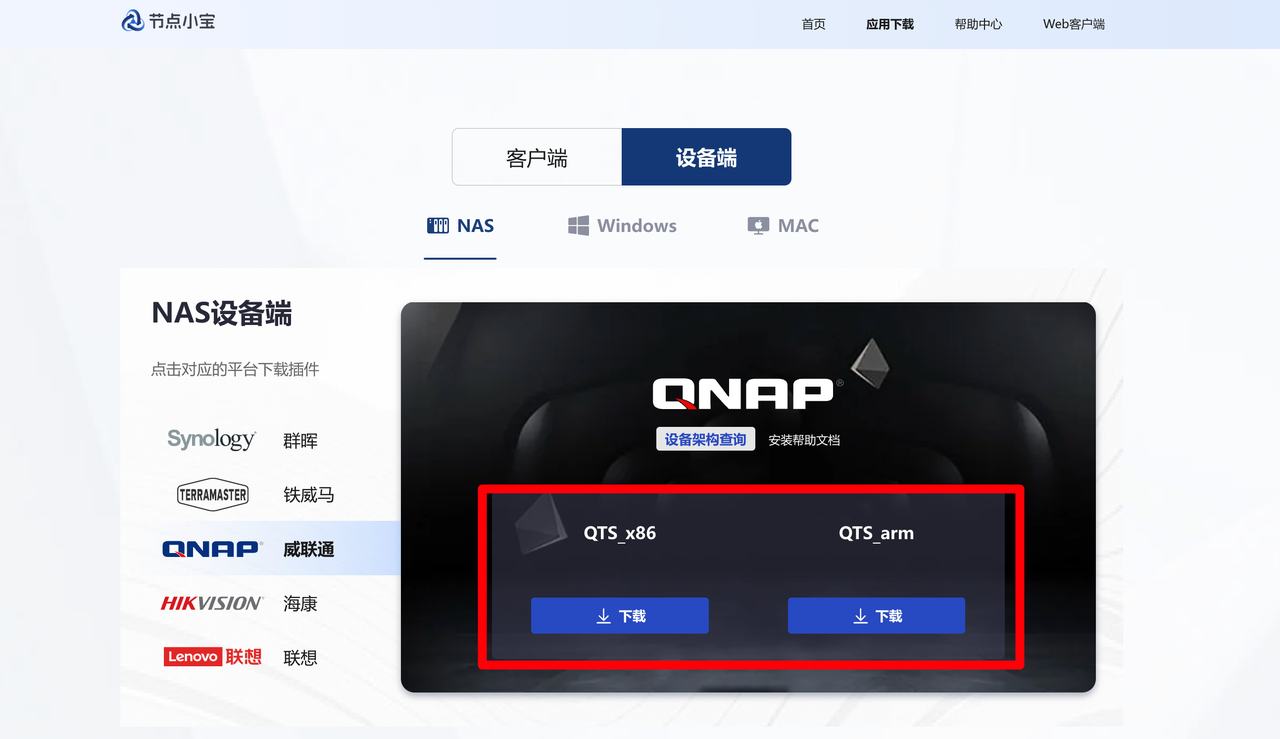 节点小宝
首页 应用下载 帮助中心 Web客户端
客户端 设备端
NAS Windows MAC
NAS设备端
点击对应的平台下载插件
Synology 群晖
TERRAMASTER 铁威马
QNAP 威联通
HIKVISION 海康
Lenovo 联想 联想
QNAP®
设备架构查询 安装帮助文档
QTS_x86 QTS_arm
下载 下载